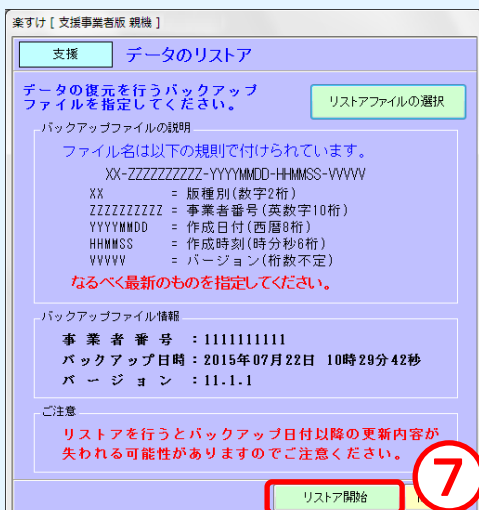 楽すけ [ 支援事業者版 親機 ]
支援 データのリストア
データの復元を行うバックアップ
ファイルを指定してください。
リストアファイルの選択
バックアップファイルの説明
ファイル名は以下の規則で付けられています。
XX-ZZZZZZZZZZ-YYYYMMDD-HHMMSS-VVVVV
XX = 版種別(数字2桁)
ZZZZZZZZZZ = 事業者番号(英数字10桁)
YYYYMMDD = 作成日付(西暦8桁)
HHMMSS = 作成時刻(時分秒6桁)
VVVVV = バージョン(桁数不定)
なるべく最新のものを指定してください。
バックアップファイル情報
事業者番号 :1111111111
バックアップ日時:2015年07月22日 10時29分42秒
バージョン :11.1.1
ご注意
リストアを行うとバックアップ日付以降の更新内容が
失われる可能性がありますのでご注意ください。
リストア開始
7